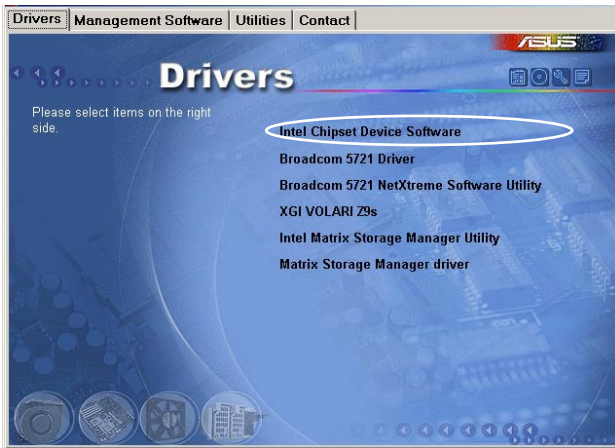 Drivers Management Software Utilities Contact
ASUS
Drivers
Please select items on the right
side.
Intel Chipset Device Software
Broadcom 5721 Driver
Broadcom 5721 NetXtreme Software Utility
XGI VOLARI Z9s
Intel Matrix Storage Manager Utility
Matrix Storage Manager driver